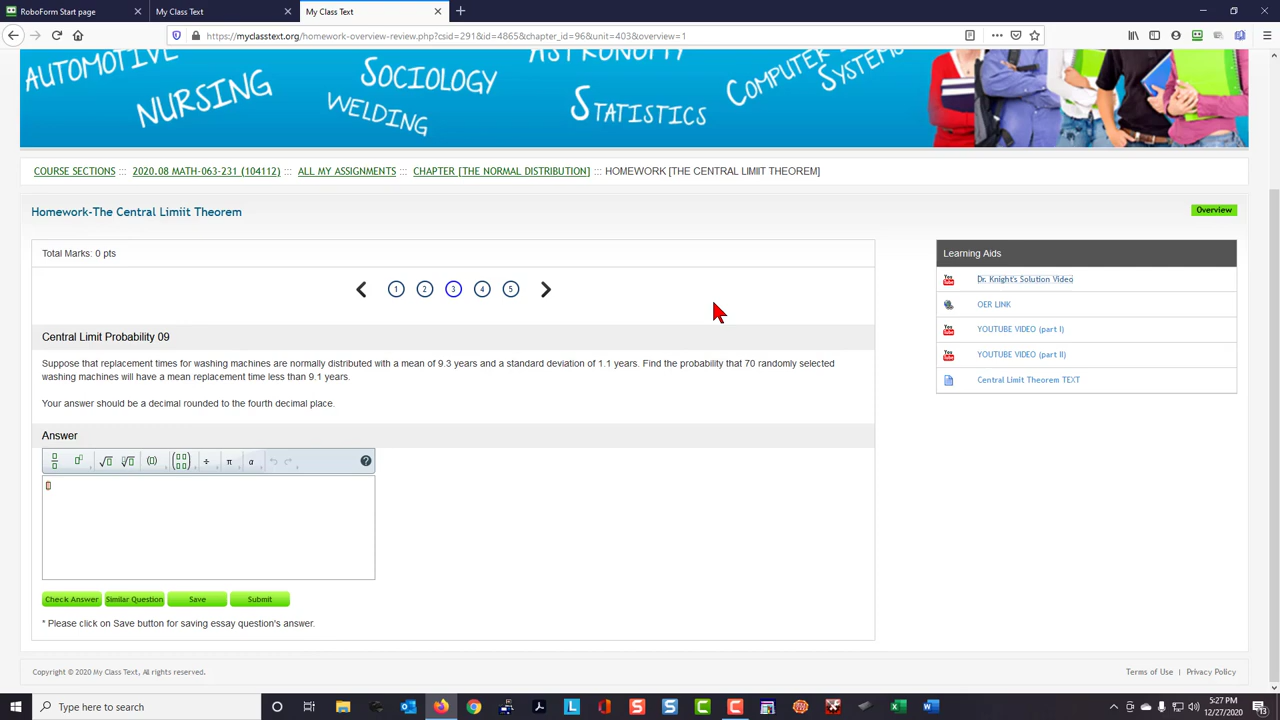 RoboForm Start page
My Class Text
My Class Text
https://myclasstext.org/homework-overview-review.php?csid=291&id=4865&chapter_id=96&unit=403&overview=1
AUTOMOTIVE
NURSING
SOCIOLOGY
WELDING
ASTRONOMY
STATISTICS
COMPUTER
SYSTEMS
COURSE SECTIONS ::: 2020.08 MATH-063-231 (104112) ::: ALL MY ASSIGNMENTS ::: CHAPTER [THE NORMAL DISTRIBUTION] ::: HOMEWORK [THE CENTRAL LIMIIT THEOREM]
Homework-The Central Limiit Theorem
Overview
Total Marks: 0 pts
1 2 3 4 5
Central Limit Probability 09
Suppose that replacement times for washing machines are normally distributed with a mean of 9.3 years and a standard deviation of 1.1 years. Find the probability that 70 randomly selected
washing machines will have a mean replacement time less than 9.1 years.
Your answer should be a decimal rounded to the fourth decimal place.
Answer
Check Answer Similar Question Save Submit
* Please click on Save button for saving essay question's answer.
Learning Aids
Dr. Knight's Solution Video
OER LINK
YOUTUBE VIDEO (part I)
YOUTUBE VIDEO (part II)
Central Limit Theorem TEXT
Copyright © 2020 My Class Text, All rights reserved.
Terms of Use | Privacy Policy
Type here to search
5:27 PM
12/27/2020